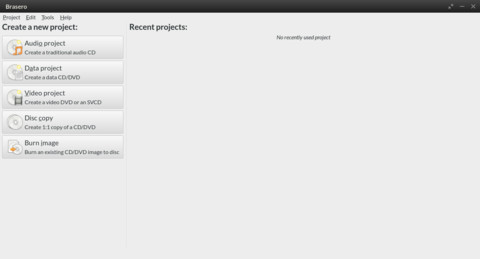 Brasero
Project Edit Tools Help
Create a new project:
Audio project
Create a traditional audio CD
Data project
Create a data CD/DVD
Video project
Create a video DVD or an SVCD
Disc copy
Create 1:1 copy of a CD/DVD
Burn image
Burn an existing CD/DVD image to disc
Recent projects:
No recently used project